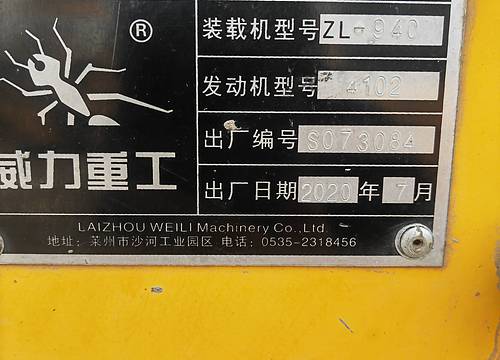 ®
装载机型号 ZL-940
发动机型号 4102
出厂编号 S073084
威力重工
出厂日期 2020 年 7 月
LAIZHOU WEILI Machinery Co.,Ltd
地址: 莱州市沙河工业园区 电话: 0535-2318456